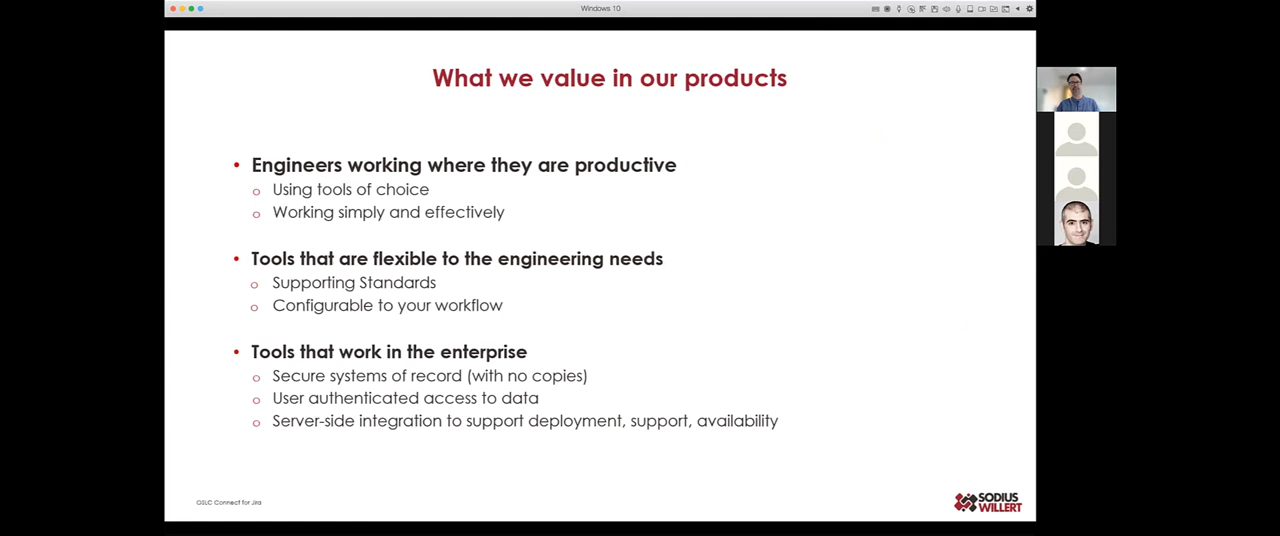 Windows 10
What we value in our products
• Engineers working where they are productive
o Using tools of choice
o Working simply and effectively
• Tools that are flexible to the engineering needs
o Supporting Standards
o Configurable to your workflow
• Tools that work in the enterprise
o Secure systems of record (with no copies)
o User authenticated access to data
o Server-side integration to support deployment, support, availability
OSLC Connect for Jira
SODIUS
WILLERT